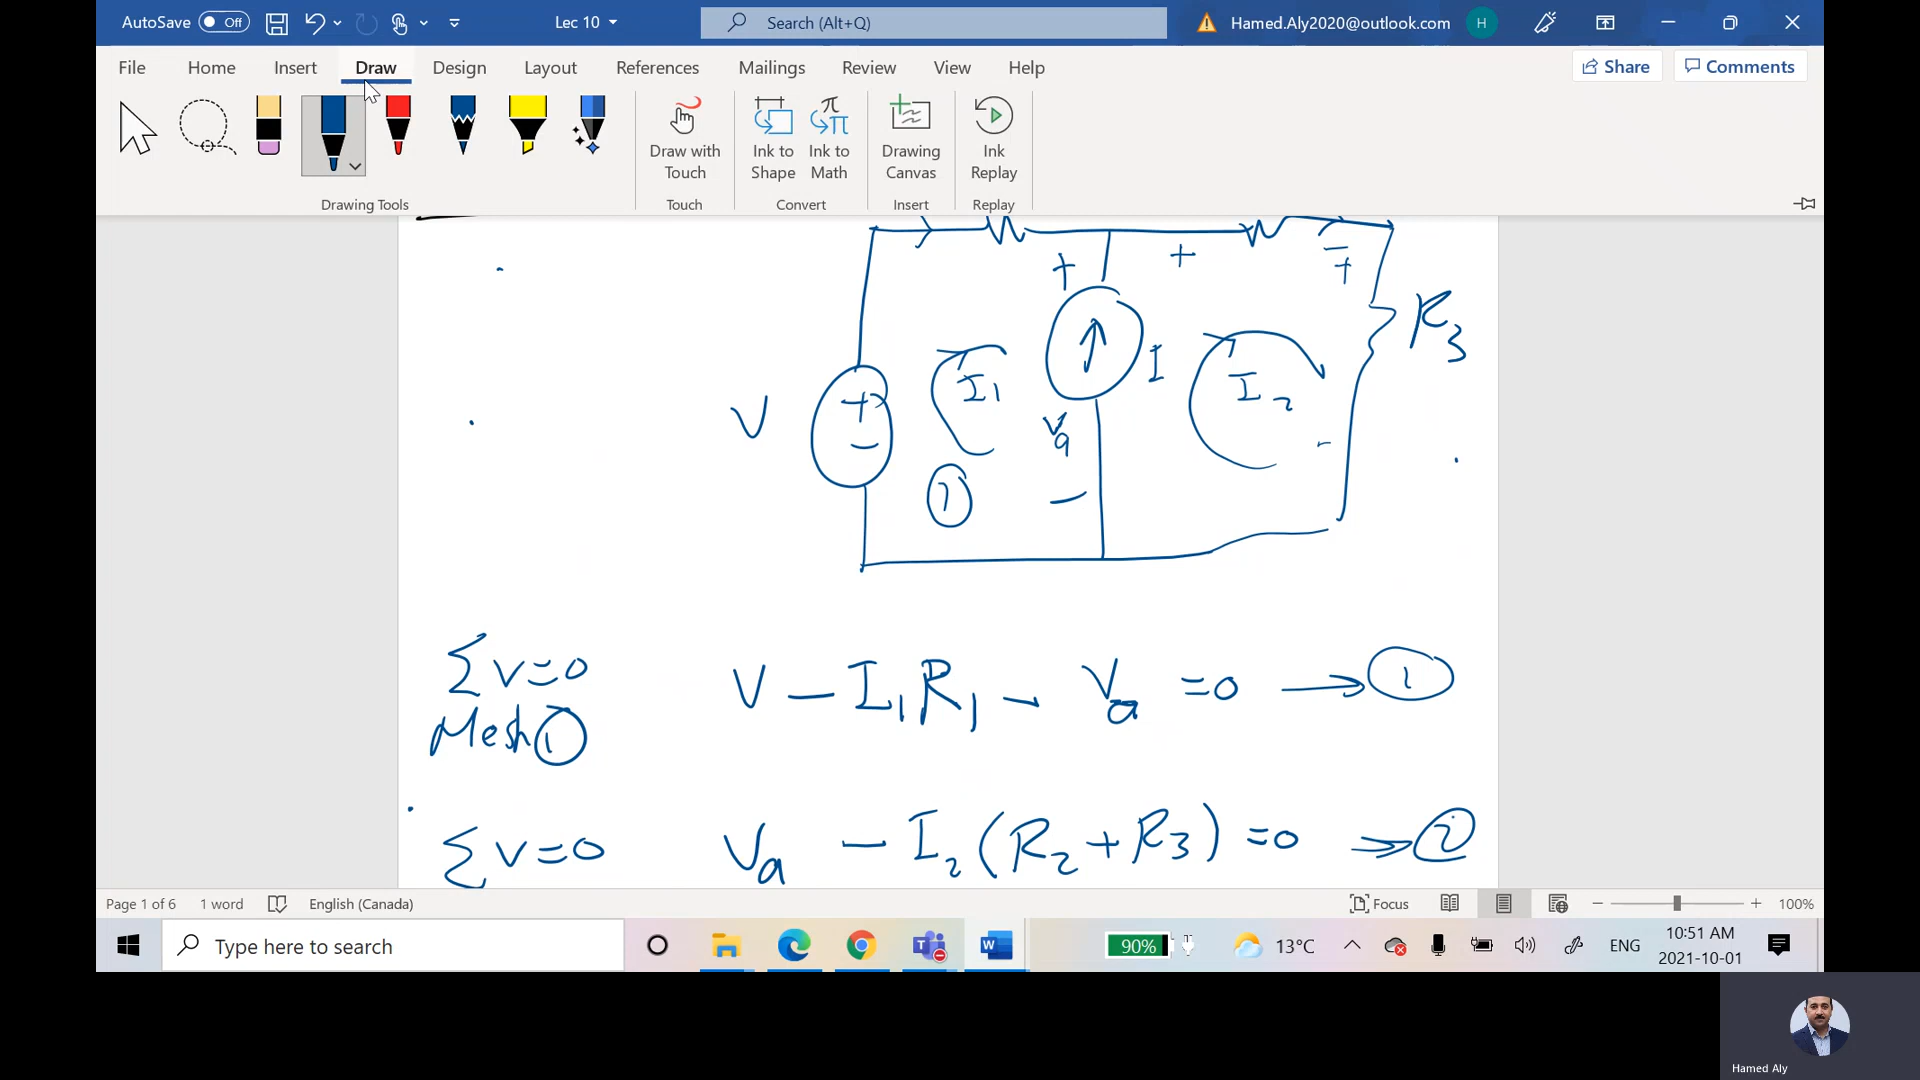 AutoSave Off Lec 10 Search (Alt+Q) Hamed.Aly2020@outlook.com H
File Home Insert Draw Design Layout References Mailings Review View Help Share Comments
Draw with Touch Ink to Shape Ink to Math Drawing Canvas Ink Replay
Drawing Tools Touch Convert Insert Replay
+ + − +
R3
V + − I1 I I2
Va
1 −
Σv=0 V − I1R1 − Va =0 → 1
Mesh 1
Σv=0 Va − I2(R2+R3) =0 → 2
Page 1 of 6 1 word English (Canada) Focus − + 100%
Type here to search 90% 13°C ENG 10:51 AM
2021-10-01
Hamed Aly